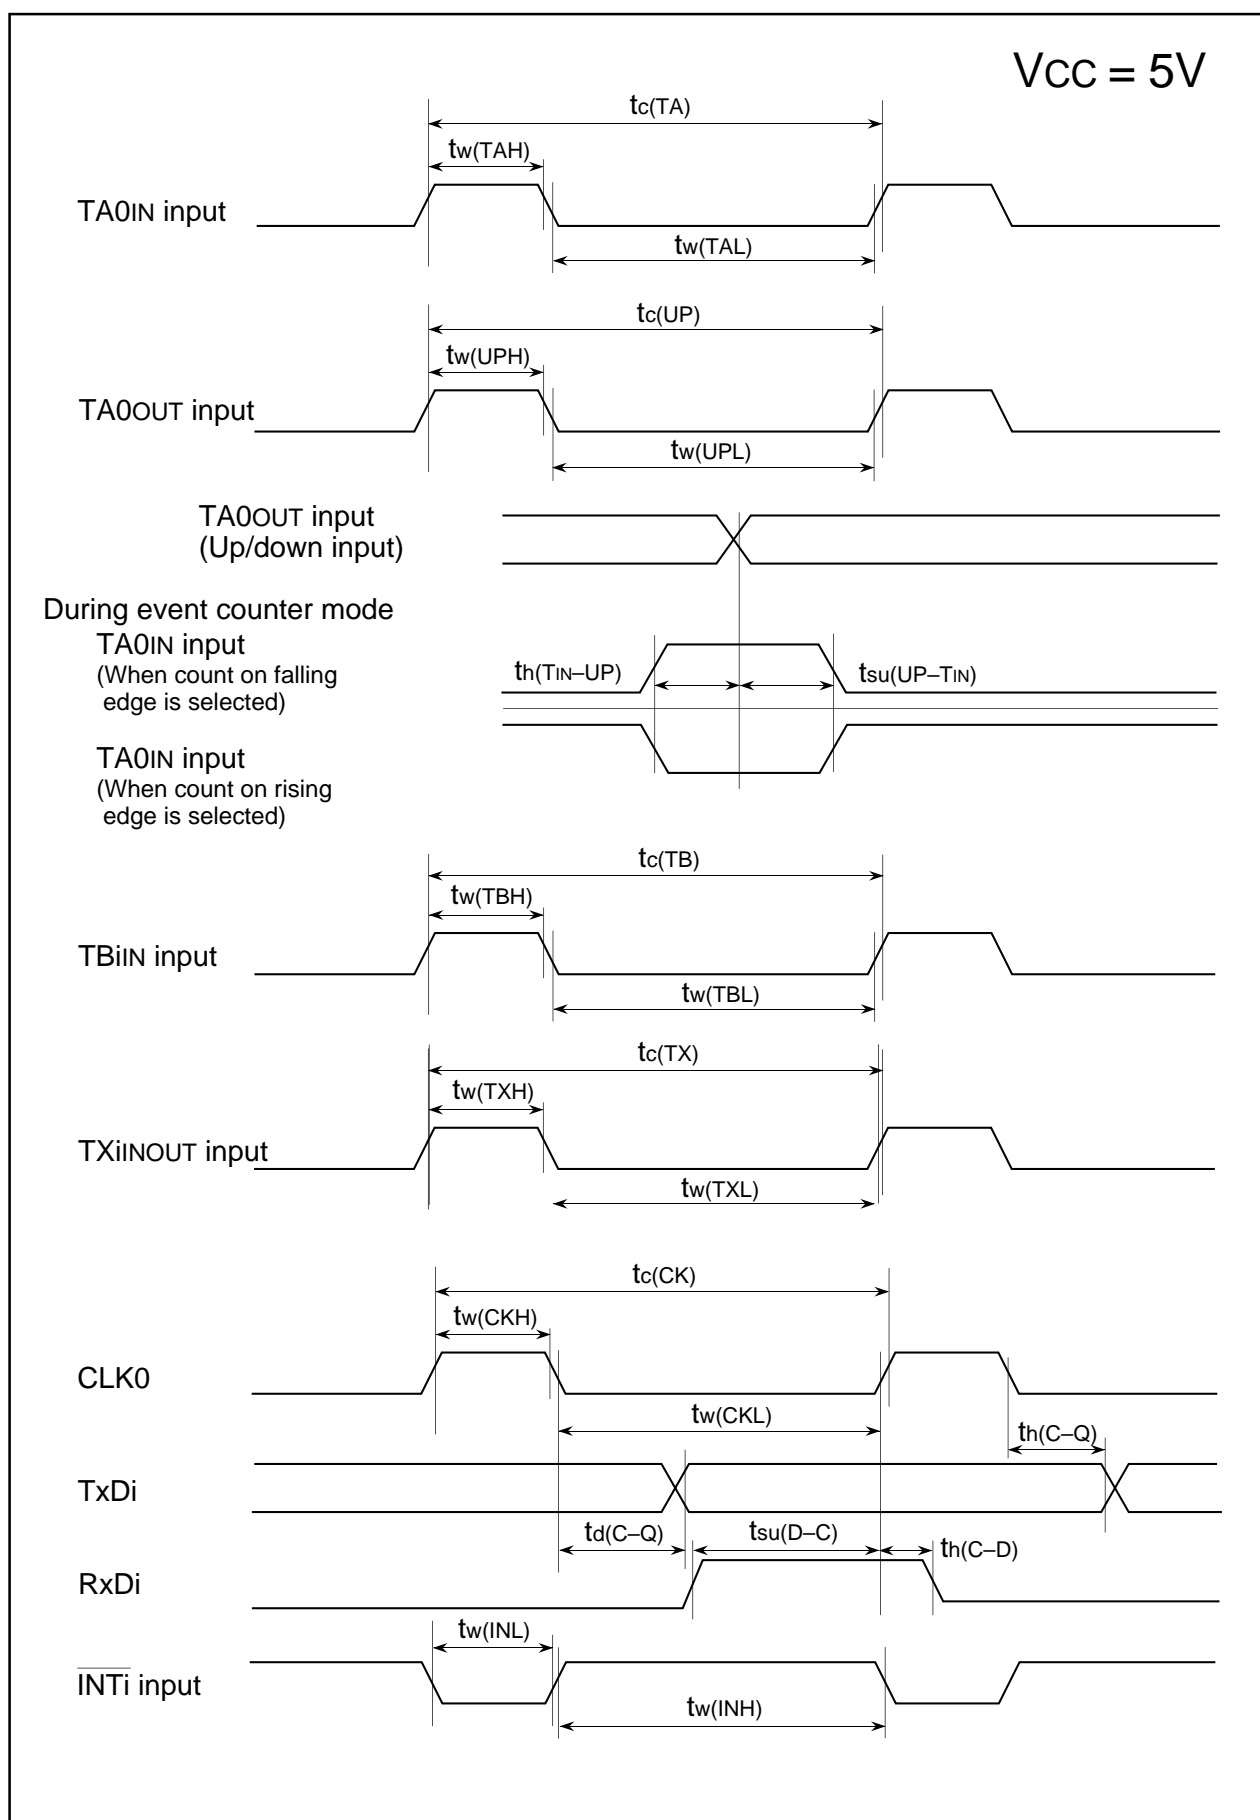 VCC = 5V
tc(TA)
tw(TAH)
TA0IN input
tw(TAL)
tc(UP)
tw(UPH)
TA0OUT input
tw(UPL)
TA0OUT input
(Up/down input)
During event counter mode
TA0IN input
(When count on falling
edge is selected)
th(TIN–UP)
tsu(UP–TIN)
TA0IN input
(When count on rising
edge is selected)
tc(TB)
tw(TBH)
TBiIN input
tw(TBL)
tc(TX)
tw(TXH)
TXiINOUT input
tw(TXL)
tc(CK)
tw(CKH)
CLK0
tw(CKL)
th(C–Q)
TxDi
td(C–Q)
tsu(D–C)
th(C–D)
RxDi
tw(INL)
INTi input
tw(INH)